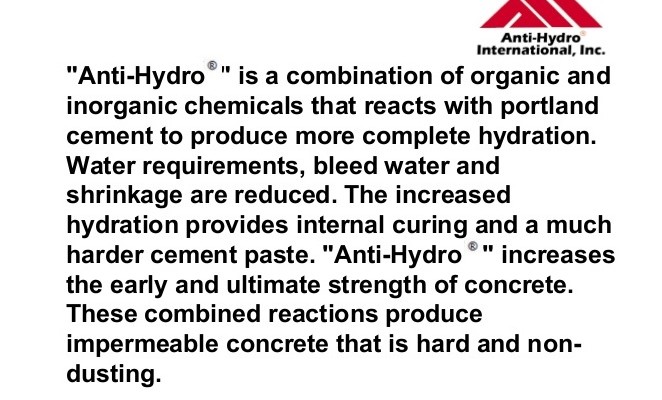 Anti-Hydro®
International, Inc.
"Anti-Hydro®" is a combination of organic and
inorganic chemicals that reacts with portland
cement to produce more complete hydration.
Water requirements, bleed water and
shrinkage are reduced. The increased
hydration provides internal curing and a much
harder cement paste. "Anti-Hydro®" increases
the early and ultimate strength of concrete.
These combined reactions produce
impermeable concrete that is hard and non-
dusting.